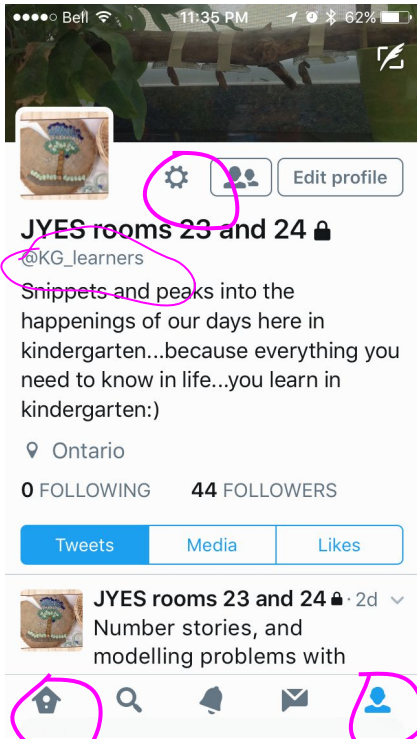 Bell 11:35 PM 62%
Edit profile
JYES rooms 23 and 24
@KG_learners
Snippets and peaks into the
happenings of our days here in
kindergarten...because everything you
need to know in life...you learn in
kindergarten:)
Ontario
0 FOLLOWING 44 FOLLOWERS
Tweets Media Likes
JYES rooms 23 and 24 · 2d
Number stories, and
modelling problems with